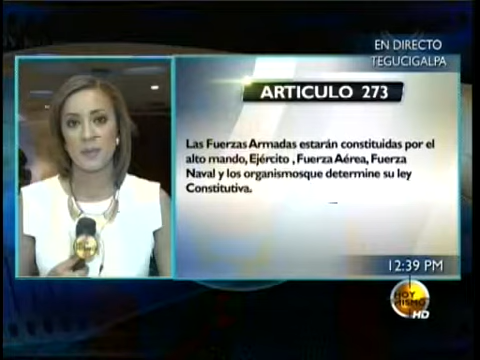 EN DIRECTO
TEGUCIGALPA
ARTICULO 273
Las Fuerzas Armadas estarán constituidas por el
alto mando, Ejército , Fuerza Aérea, Fuerza
Naval y los organismosque determine su ley
Constitutiva.
12:39 PM
HOY
MISMO
HD